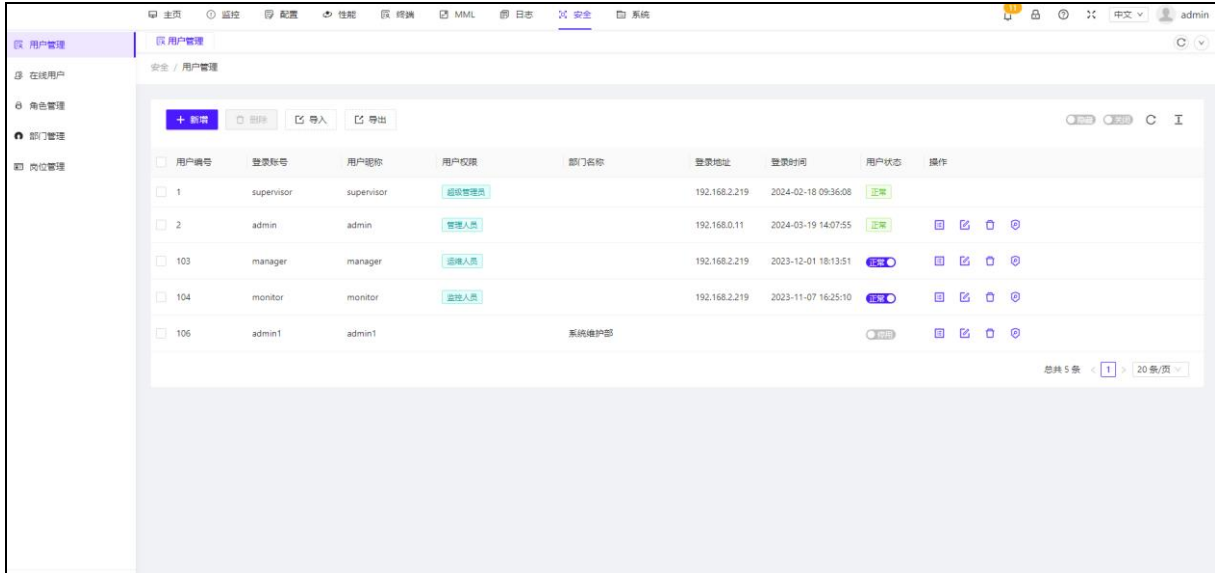 主页 监控 配置 性能 终端 MML 日志 安全 系统 11 中文 admin
用户管理
在线用户
角色管理
部门管理
岗位管理
用户管理
安全 / 用户管理
新增 删除 导入 导出
用户编号 登录账号 用户昵称 用户权限 部门名称 登录地址 登录时间 用户状态 操作
1 supervisor supervisor 超级管理员 192.168.2.219 2024-02-18 09:36:08 正常
2 admin admin 管理人员 192.168.0.11 2024-03-19 14:07:55 正常
103 manager manager 运维人员 192.168.2.219 2023-12-01 18:13:51 正常
104 monitor monitor 监控人员 192.168.2.219 2023-11-07 16:25:10 正常
106 admin1 admin1 系统维护部 停用
总共 5 条 < 1 > 20 条/页